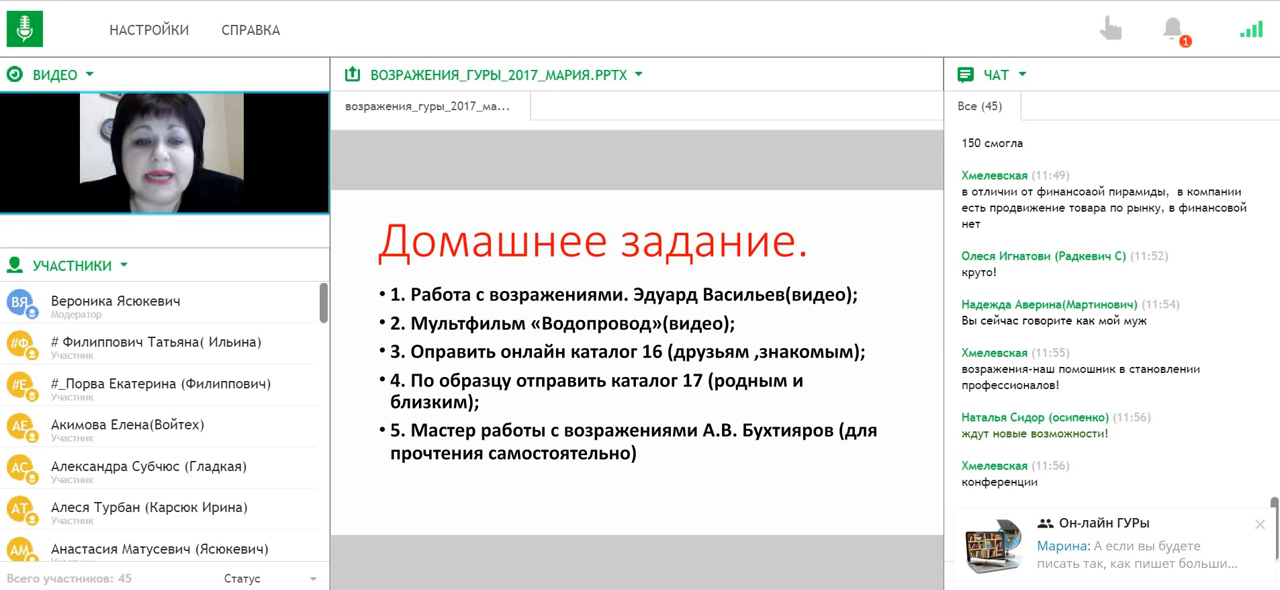 НАСТРОЙКИ
СПРАВКА
1
ВИДЕО
ВОЗРАЖЕНИЯ_ГУРЫ_2017_МАРИЯ.PPTX
возражения_гуры_2017_ма...
ЧАТ
Все (45)
УЧАСТНИКИ
ВЯ
Вероника Ясюкевич
Модератор
#Ф
# Филиппович Татьяна( Ильина)
Участник
#Е
#_Порва Екатерина (Филиппович)
Участник
АЕ
Акимова Елена(Войтех)
Участник
АС
Александра Субчюс (Гладкая)
Участник
АТ
Алеся Турбан (Карсюк Ирина)
Участник
АМ
Анастасия Матусевич (Ясюкевич)
Всего участников: 45
Статус
Домашнее задание.
• 1. Работа с возражениями. Эдуард Васильев(видео);
• 2. Мультфильм «Водопровод»(видео);
• 3. Оправить онлайн каталог 16 (друзьям ,знакомым);
• 4. По образцу отправить каталог 17 (родным и
близким);
• 5. Мастер работы с возражениями А.В. Бухтияров (для
прочтения самостоятельно)
150 смогла
Хмелевская (11:49)
в отличии от финансоаой пирамиды, в компании
есть продвижение товара по рынку, в финансовой
нет
Олеся Игнатови (Радкевич С) (11:52)
круто!
Надежда Аверина(Мартинович) (11:54)
Вы сейчас говорите как мой муж
Хмелевская (11:55)
возражения-наш помошник в становлении
профессионалов!
Наталья Сидор (осипенко) (11:56)
ждут новые возможности!
Хмелевская (11:56)
конференции
Он-лайн ГУРы
Марина: А если вы будете
писать так, как пишет больши...